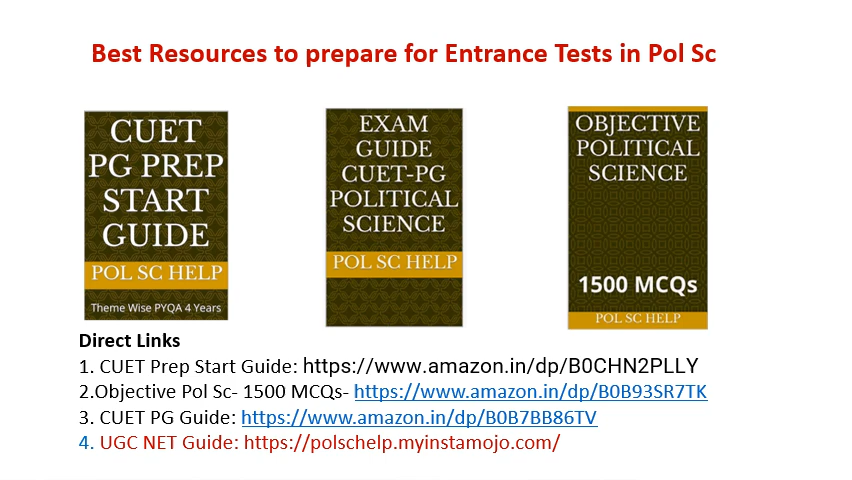 Best Resources to prepare for Entrance Tests in Pol Sc
CUET
PG PREP
START
GUIDE
POL SC HELP
Theme Wise PYQA 4 Years
EXAM
GUIDE
CUET-PG
POLITICAL
SCIENCE
POL SC HELP
OBJECTIVE
POLITICAL
SCIENCE
1500 MCQs
POL SC HELP
Direct Links
1. CUET Prep Start Guide: https://www.amazon.in/dp/B0CHN2PLLY
2.Objective Pol Sc- 1500 MCQs- https://www.amazon.in/dp/B0B93SR7TK
3. CUET PG Guide: https://www.amazon.in/dp/B0B7BB86TV
4. UGC NET Guide: https://polschelp.myinstamojo.com/